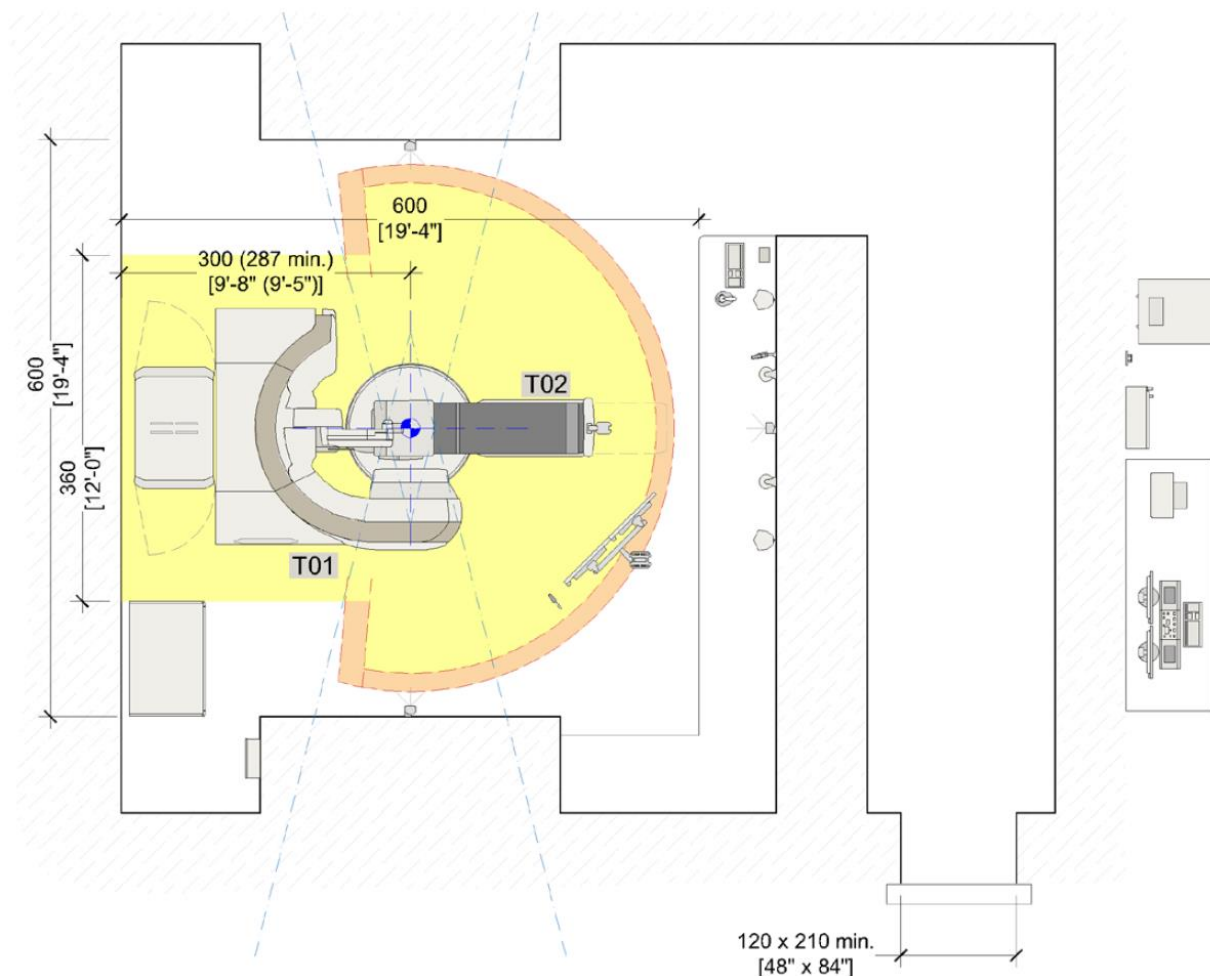 600
[19'-4"]
300 (287 min.)
[9'-8" (9'-5")]
600
[19'-4"]
360
[12'-0"]
T02
T01
120 x 210 min.
[48" x 84"]